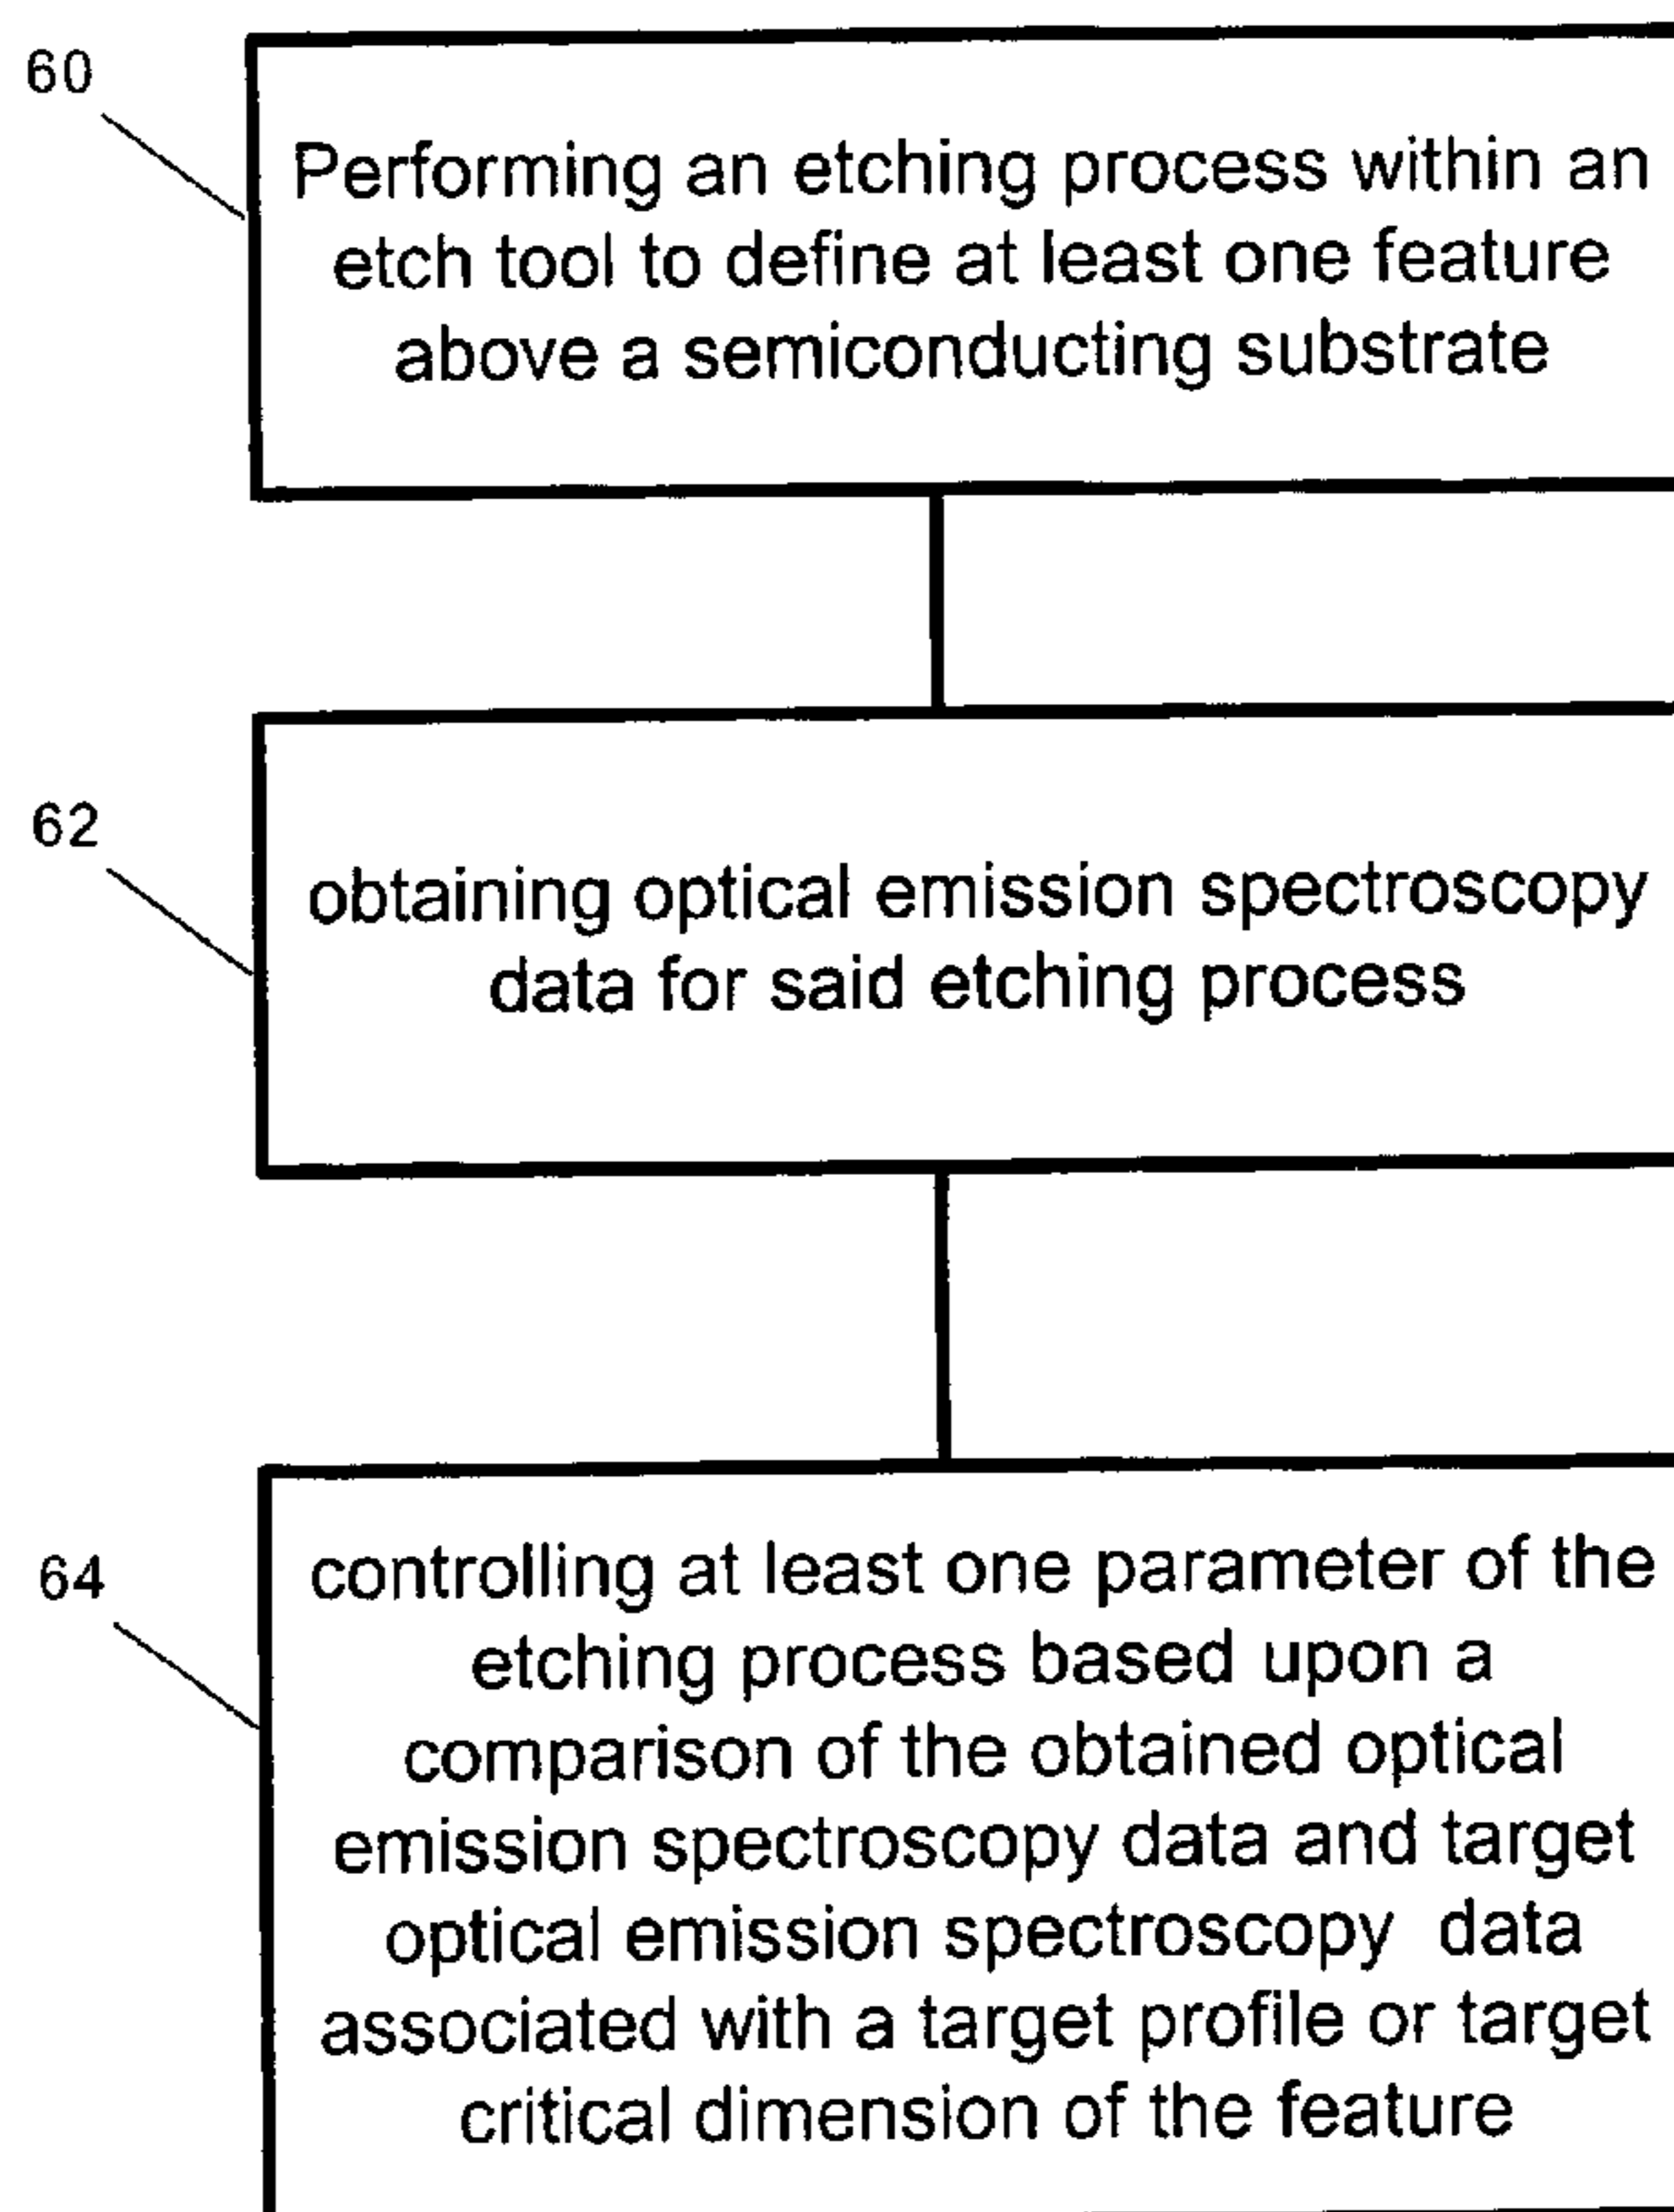 60
Performing an etching process within an
etch tool to define at least one feature
above a semiconducting substrate
62
obtaining optical emission spectroscopy
data for said etching process
64
controlling at least one parameter of the
etching process based upon a
comparison of the obtained optical
emission spectroscopy data and target
optical emission spectroscopy data
associated with a target profile or target
critical dimension of the feature